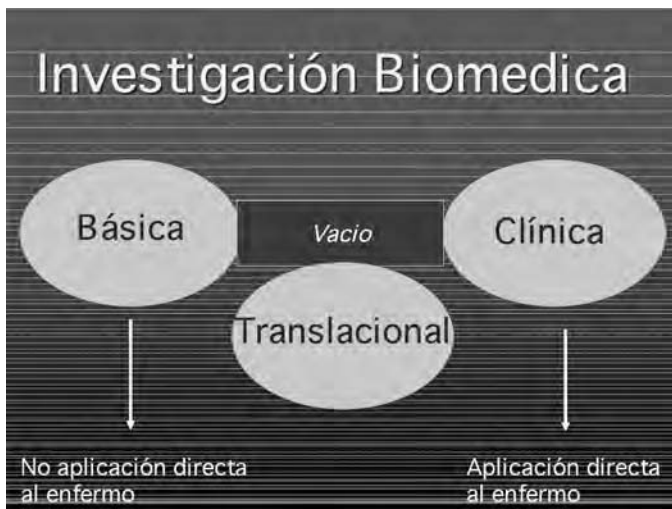 Investigación Biomedica
Básica
Vacio
Clínica
Translacional
No aplicación directa
al enfermo
Aplicación directa
al enfermo